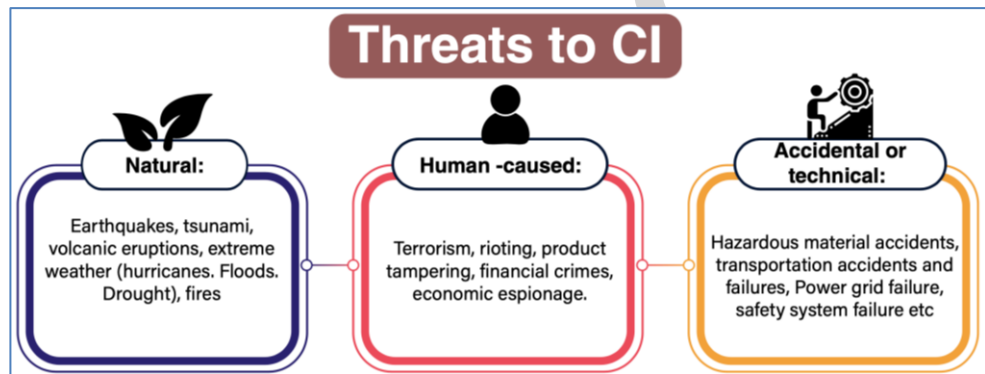 Threats to CI
Natural:
Earthquakes, tsunami,
volcanic eruptions, extreme
weather (hurricanes. Floods.
Drought), fires
Human -caused:
Terrorism, rioting, product
tampering, financial crimes,
economic espionage.
Accidental or
technical:
Hazardous material accidents,
transportation accidents and
failures, Power grid failure,
safety system failure etc